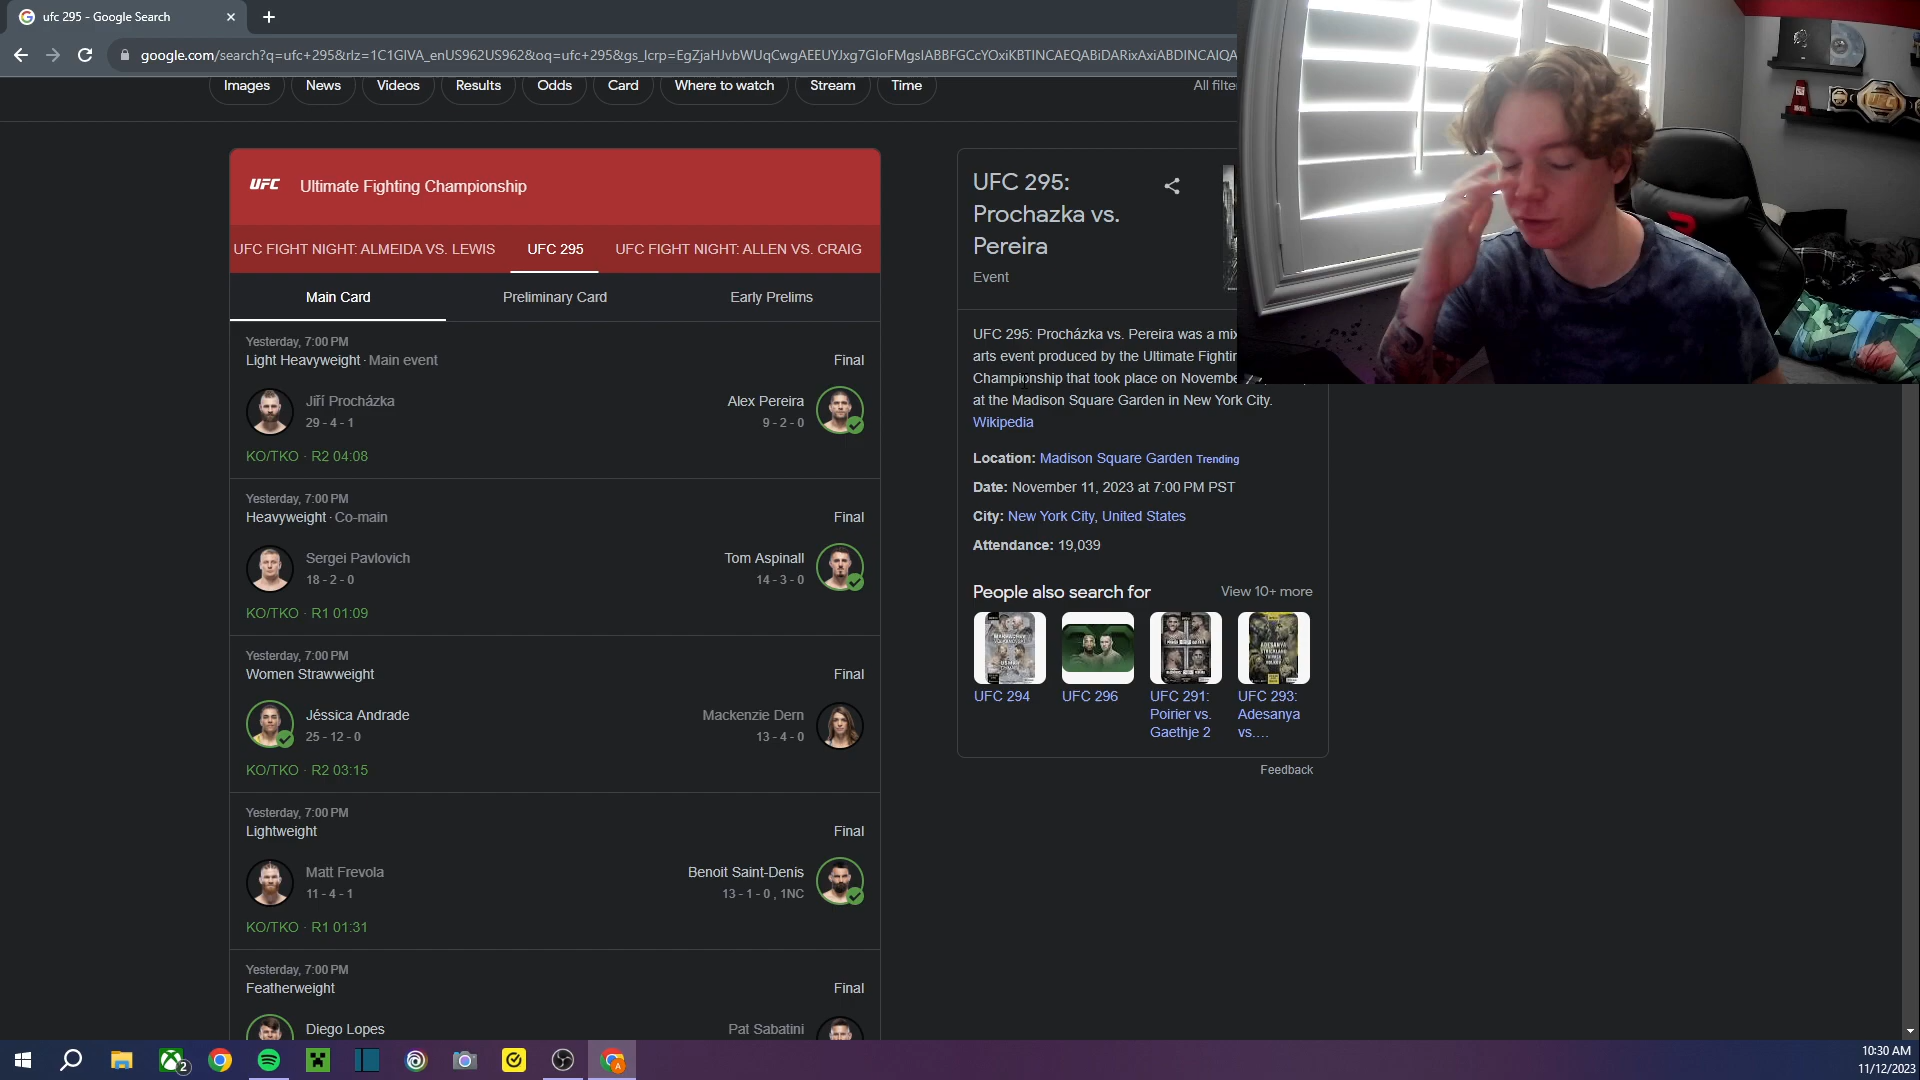 ufc 295 - Google Search
google.com/search?q=ufc+295&rlz=1C1GIVA_enUS962US962&oq=ufc+295&gs_lcrp=EgZjaHJvbWUqCwgAEEUYJxg7GIoFMgsIABBFGCcYOxiKBTINCAEQABiDARixAxiABDINCAIQA
Images
News
Videos
Results
Odds
Card
Where to watch
Stream
Time
All filte
UFC
Ultimate Fighting Championship
UFC FIGHT NIGHT: ALMEIDA VS. LEWIS
UFC 295
UFC FIGHT NIGHT: ALLEN VS. CRAIG
Main Card
Preliminary Card
Early Prelims
Yesterday, 7:00 PM
Light Heavyweight · Main event
Final
Jiří Procházka
29 - 4 - 1
Alex Pereira
9 - 2 - 0
KO/TKO · R2 04:08
Yesterday, 7:00 PM
Heavyweight · Co-main
Final
Sergei Pavlovich
18 - 2 - 0
Tom Aspinall
14 - 3 - 0
KO/TKO · R1 01:09
Yesterday, 7:00 PM
Women Strawweight
Final
Jéssica Andrade
25 - 12 - 0
Mackenzie Dern
13 - 4 - 0
KO/TKO · R2 03:15
Yesterday, 7:00 PM
Lightweight
Final
Matt Frevola
11 - 4 - 1
Benoit Saint-Denis
13 - 1 - 0 , 1NC
KO/TKO · R1 01:31
Yesterday, 7:00 PM
Featherweight
Final
Diego Lopes
Pat Sabatini
UFC 295:
Prochazka vs.
Pereira
Event
UFC 295: Procházka vs. Pereira was a mix
arts event produced by the Ultimate Fightin
Championship that took place on Novembe
at the Madison Square Garden in New York City.
Wikipedia
Location: Madison Square Garden Trending
Date: November 11, 2023 at 7:00 PM PST
City: New York City, United States
Attendance: 19,039
People also search for
View 10+ more
UFC 294
UFC 296
UFC 291:
Poirier vs.
Gaethje 2
UFC 293:
Adesanya
vs....
Feedback
2
A
10:30 AM
11/12/2023